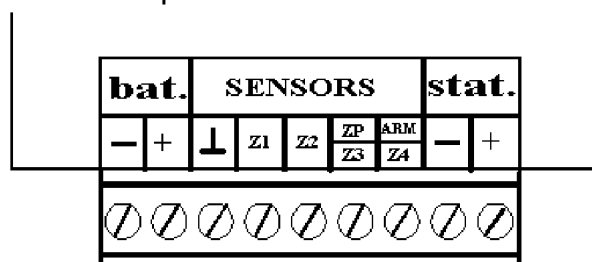 bat. SENSORS stat.
− + ⊥ Z1 Z2 ZP ARM − +
Z3 Z4